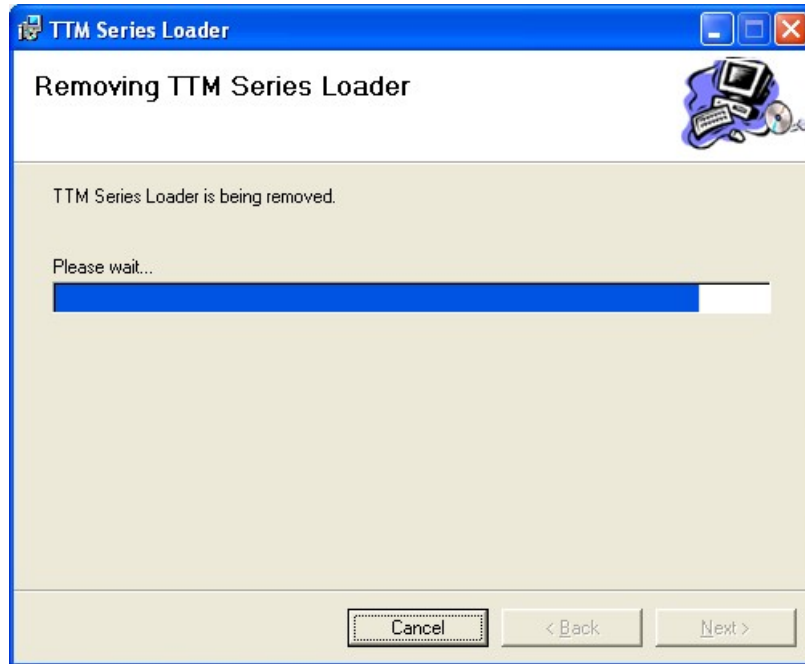 TTM Series Loader
Removing TTM Series Loader
TTM Series Loader is being removed.
Please wait...
Cancel
< Back
Next >